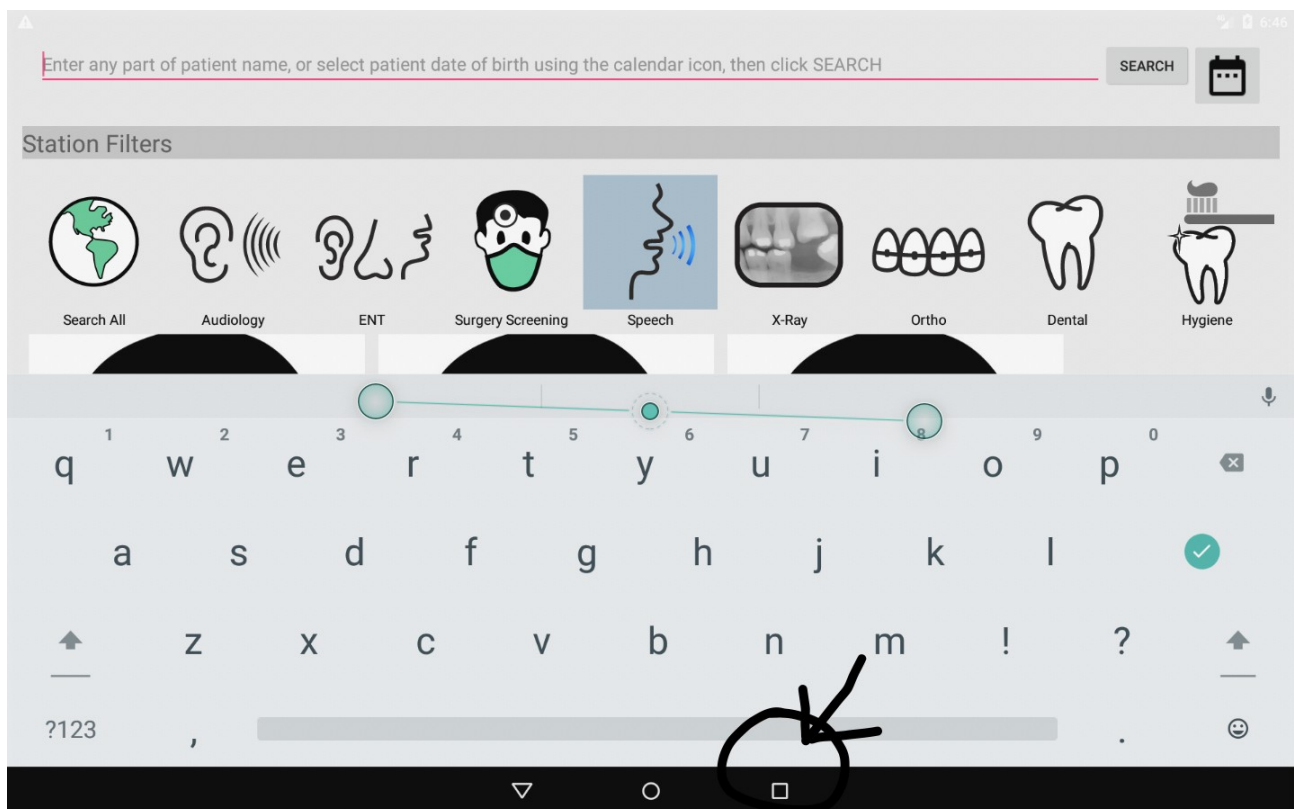 6:46
Enter any part of patient name, or select patient date of birth using the calendar icon, then click SEARCH
SEARCH
Station Filters
Search All Audiology ENT Surgery Screening Speech X-Ray Ortho Dental Hygiene
1 2 3 4 5 6 7 8 9 0
q w e r t y u i o p
a s d f g h j k l
z x c v b n m ! ?
?123 , .